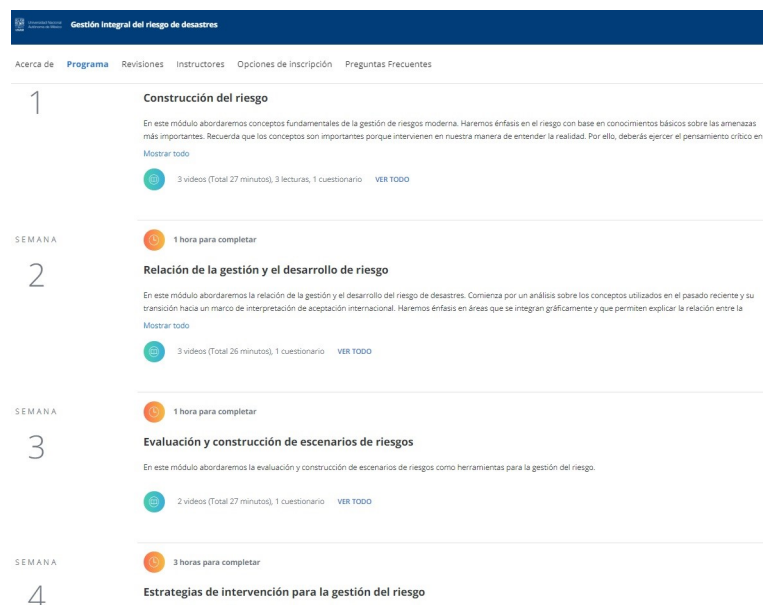 Universidad Nacional
Autónoma de México
UNAM
Gestión integral del riesgo de desastres
Acerca de Programa Revisiones Instructores Opciones de inscripción Preguntas Frecuentes
1
Construcción del riesgo
En este módulo abordaremos conceptos fundamentales de la gestión de riesgos moderna. Haremos énfasis en el riesgo con base en conocimientos básicos sobre las amenazas
más importantes. Recuerda que los conceptos son importantes porque intervienen en nuestra manera de entender la realidad. Por ello, deberás ejercer el pensamiento crítico en
Mostrar todo
3 videos (Total 27 minutos), 3 lecturas, 1 cuestionario VER TODO
SEMANA
2
1 hora para completar
Relación de la gestión y el desarrollo de riesgo
En este módulo abordaremos la relación de la gestión y el desarrollo del riesgo de desastres. Comienza por un análisis sobre los conceptos utilizados en el pasado reciente y su
transición hacia un marco de interpretación de aceptación internacional. Haremos énfasis en áreas que se integran gráficamente y que permiten explicar la relación entre la
Mostrar todo
3 videos (Total 26 minutos), 1 cuestionario VER TODO
SEMANA
3
1 hora para completar
Evaluación y construcción de escenarios de riesgos
En este módulo abordaremos la evaluación y construcción de escenarios de riesgos como herramientas para la gestión del riesgo.
2 videos (Total 27 minutos), 1 cuestionario VER TODO
SEMANA
4
3 horas para completar
Estrategias de intervención para la gestión del riesgo